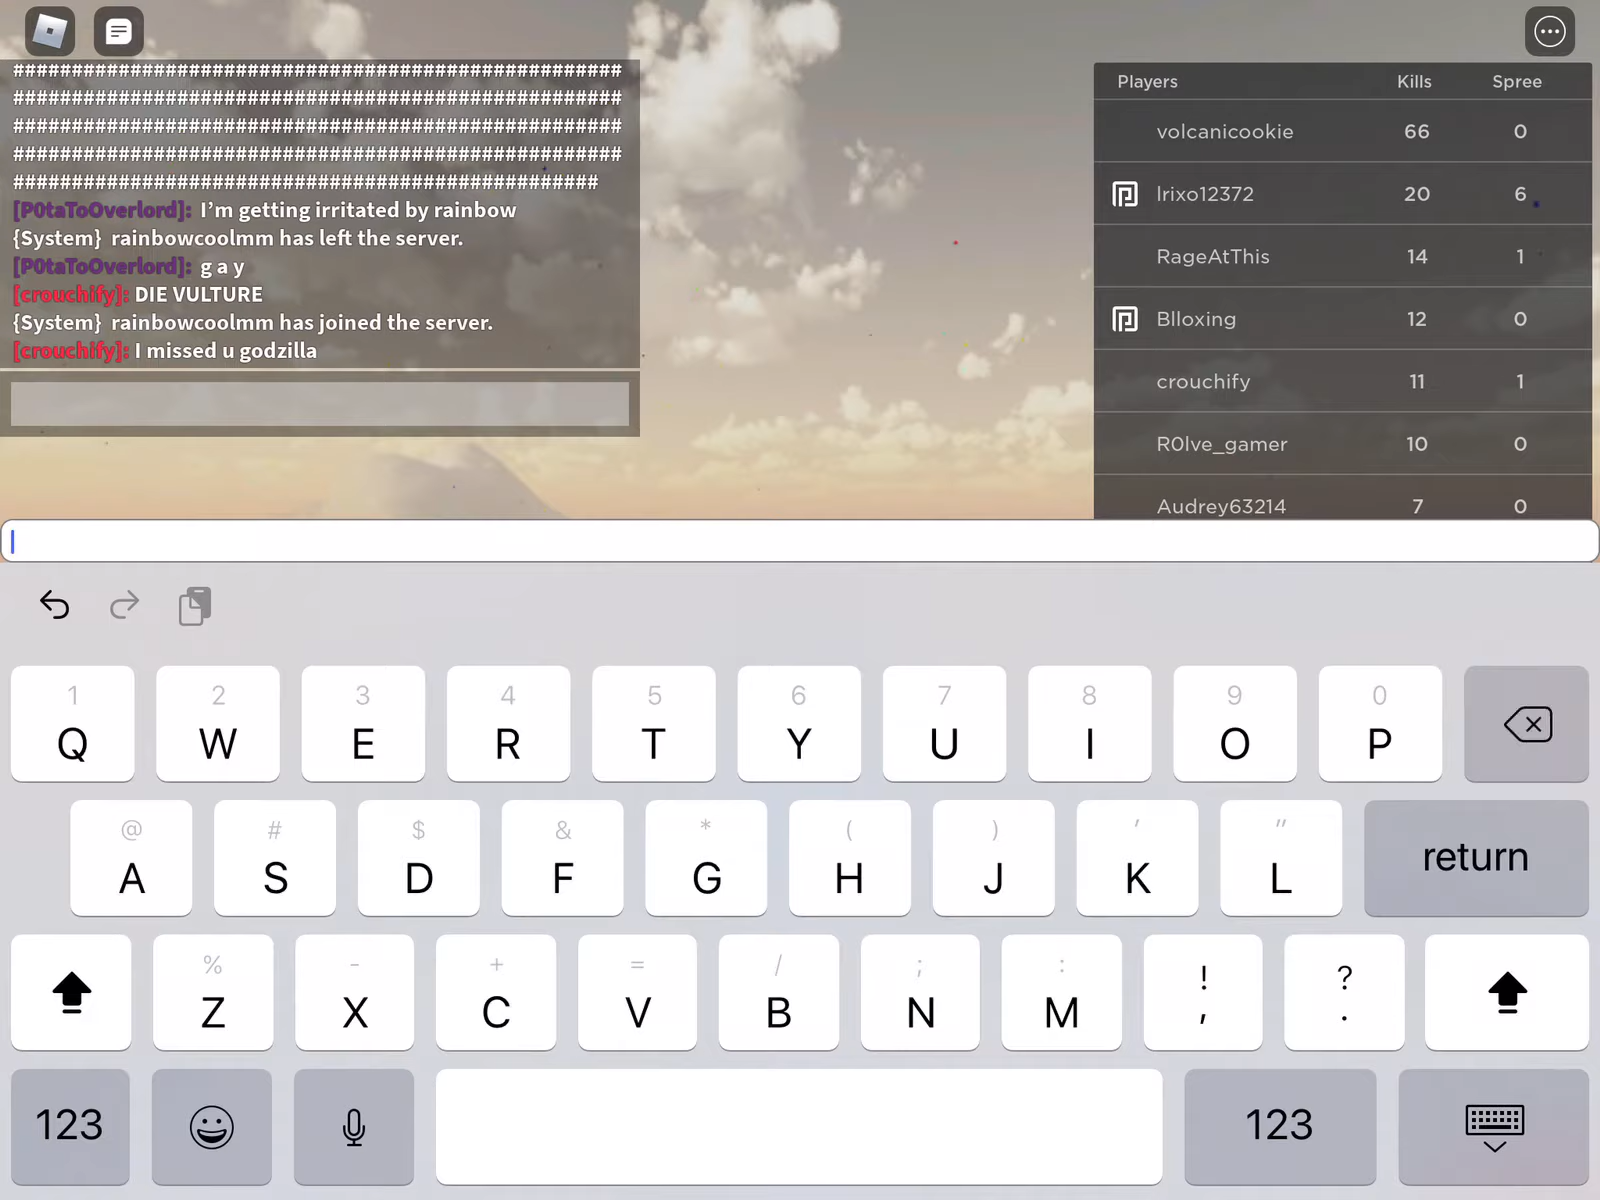 ####################################################
####################################################
####################################################
####################################################
##################################################
[P0taToOverlord]: I'm getting irritated by rainbow
{System} rainbowcoolmm has left the server.
[P0taToOverlord]: g a y
[crouchify]: DIE VULTURE
{System} rainbowcoolmm has joined the server.
[crouchify]: I missed u godzilla
Players Kills Spree
volcanicookie 66 0
lrixo12372 20 6
RageAtThis 14 1
Blloxing 12 0
crouchify 11 1
R0lve_gamer 10 0
Audrey63214 7 0
1 2 3 4 5 6 7 8 9 0
Q W E R T Y U I O P
@ # $ & * ( ) ' "
A S D F G H J K L return
% - + = / ; : ! ?
Z X C V B N M , .
123 123